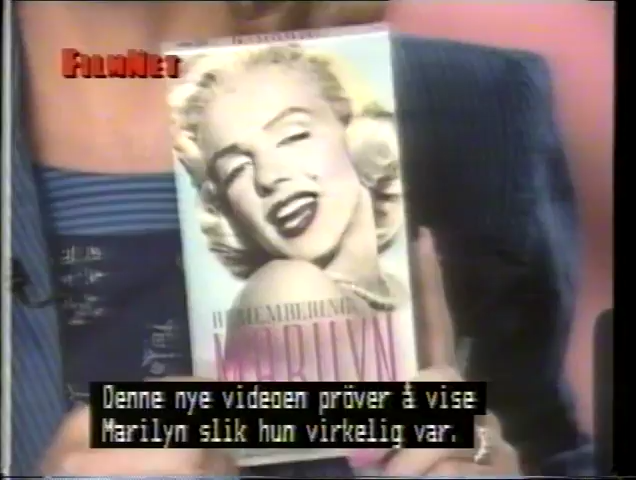 FILMNET
REMEMBERING
MARILYN
Denne nye videoen pröver å vise
Marilyn slik hun virkelig var.